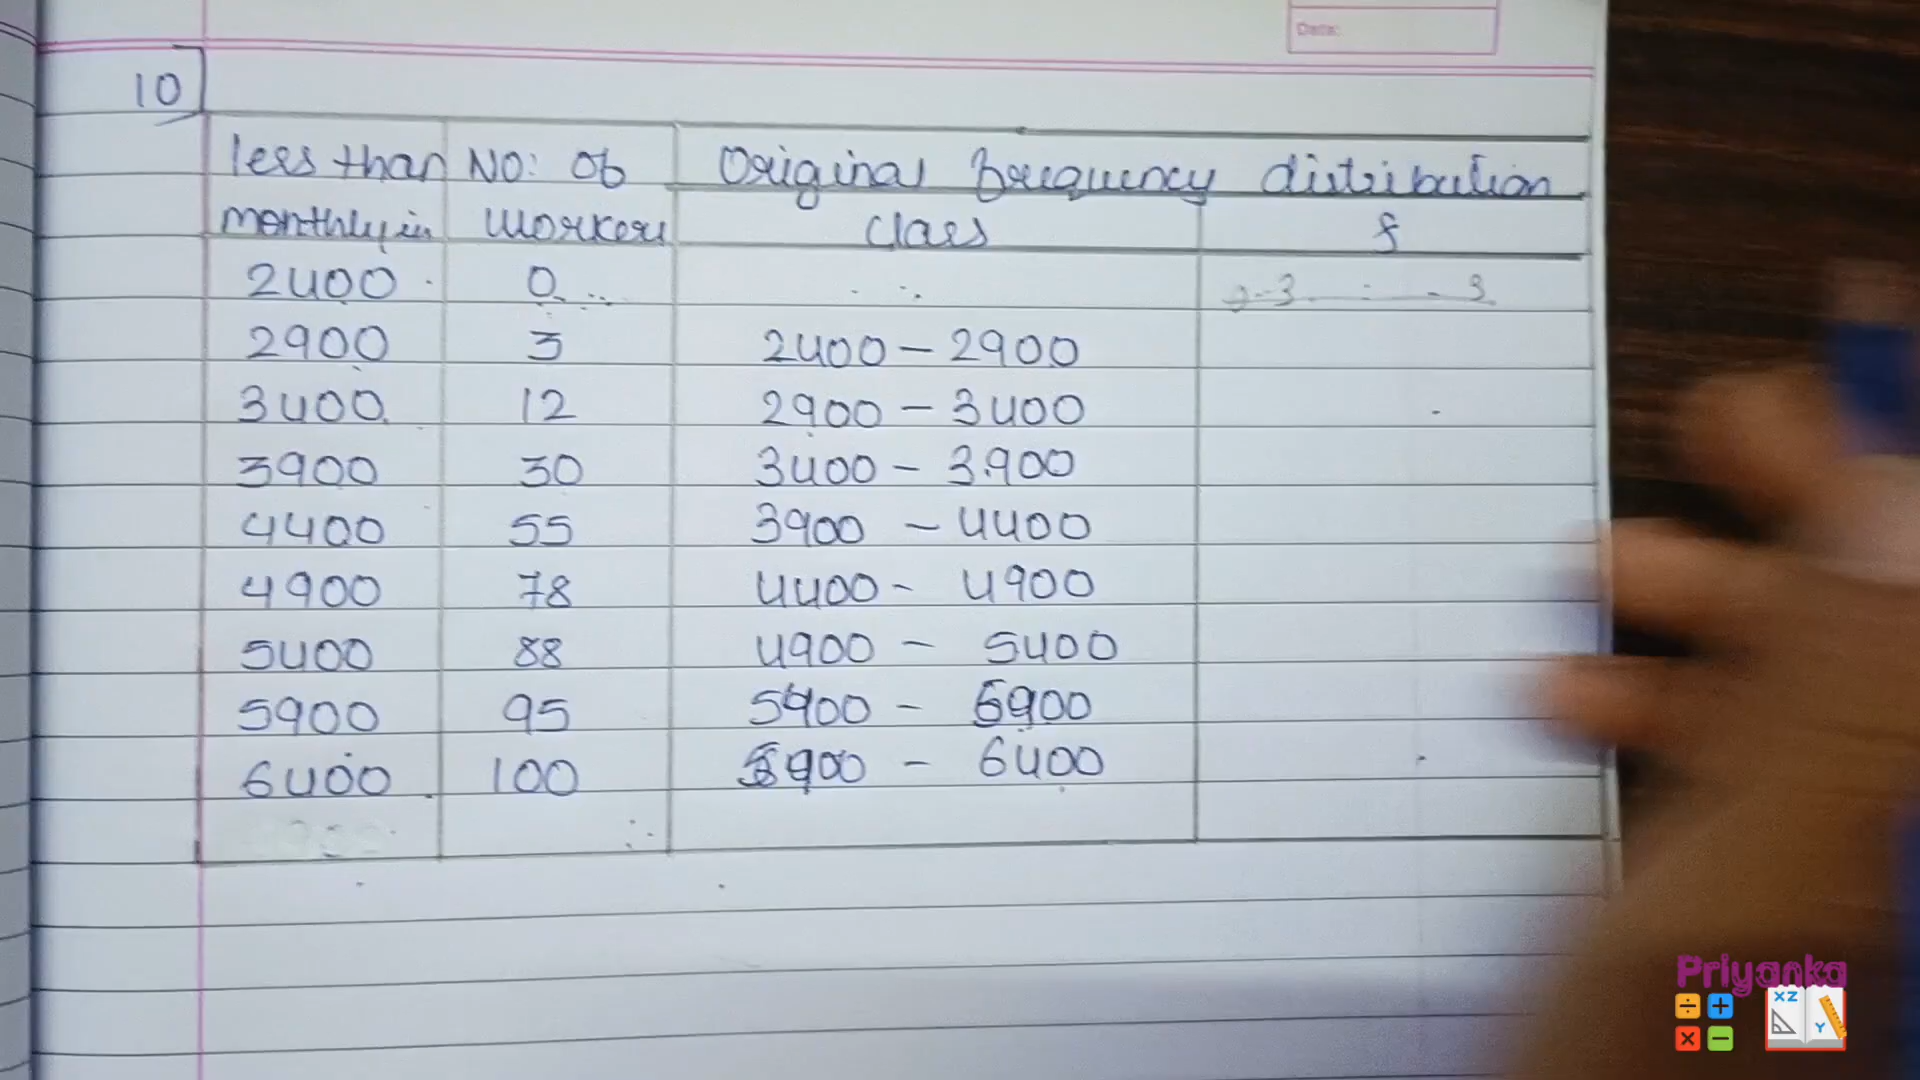 Date:
10
less than No: of Original frequency distribution
monthly in workers class f
2400 0
2900 3 2400 - 2900
3400 12 2900 - 3400
3900 30 3400 - 3900
4400 55 3900 - 4400
4900 78 4400 - 4900
5400 88 4900 - 5400
5900 95 5400 - 5900
6400 100 5900 - 6400
Priyanka
XZ
Y